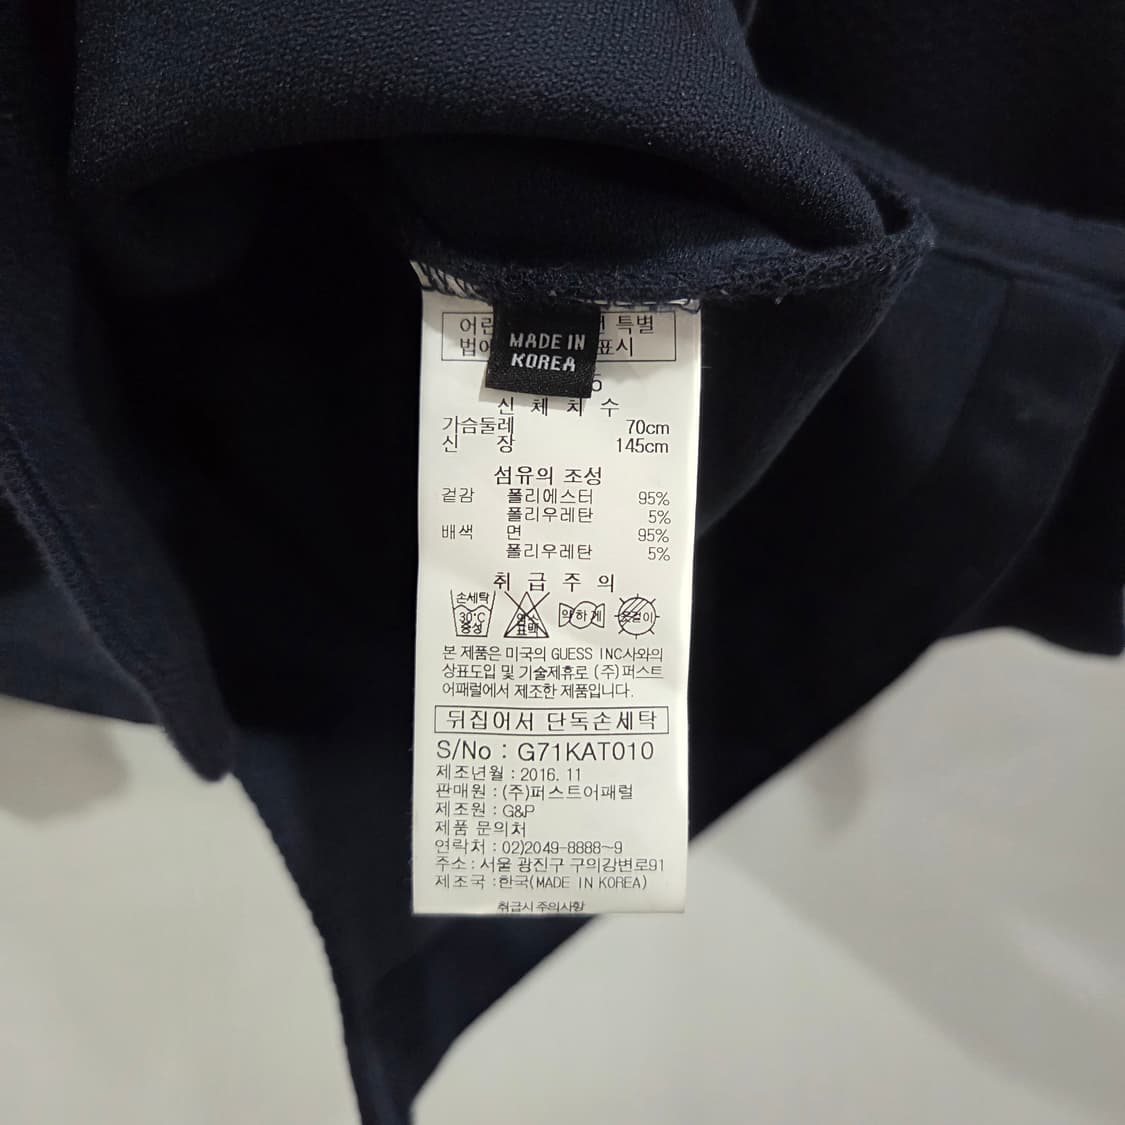 MADE IN
KOREA
특별
표시
신 체 치 수
가슴둘레 70cm
신 장 145cm
섬유의 조성
겉감 폴리에스터 95%
폴리우레탄 5%
배색 면 95%
폴리우레탄 5%
취 급 주 의
손세탁
30℃
중성
염소
표백
약하게
옷걸이
본 제품은 미국의 GUESS INC사와의
상표도입 및 기술제휴로 (주)퍼스트
어패럴에서 제조한 제품입니다.
뒤집어서 단독손세탁
S/No : G71KAT010
제조년월 : 2016. 11
판매원 : (주)퍼스트어패럴
제조원 : G&P
제품 문의처
연락처 : 02)2049-8888~9
주소 : 서울 광진구 구의강변로91
제조국 : 한국(MADE IN KOREA)
취급시 주의사항